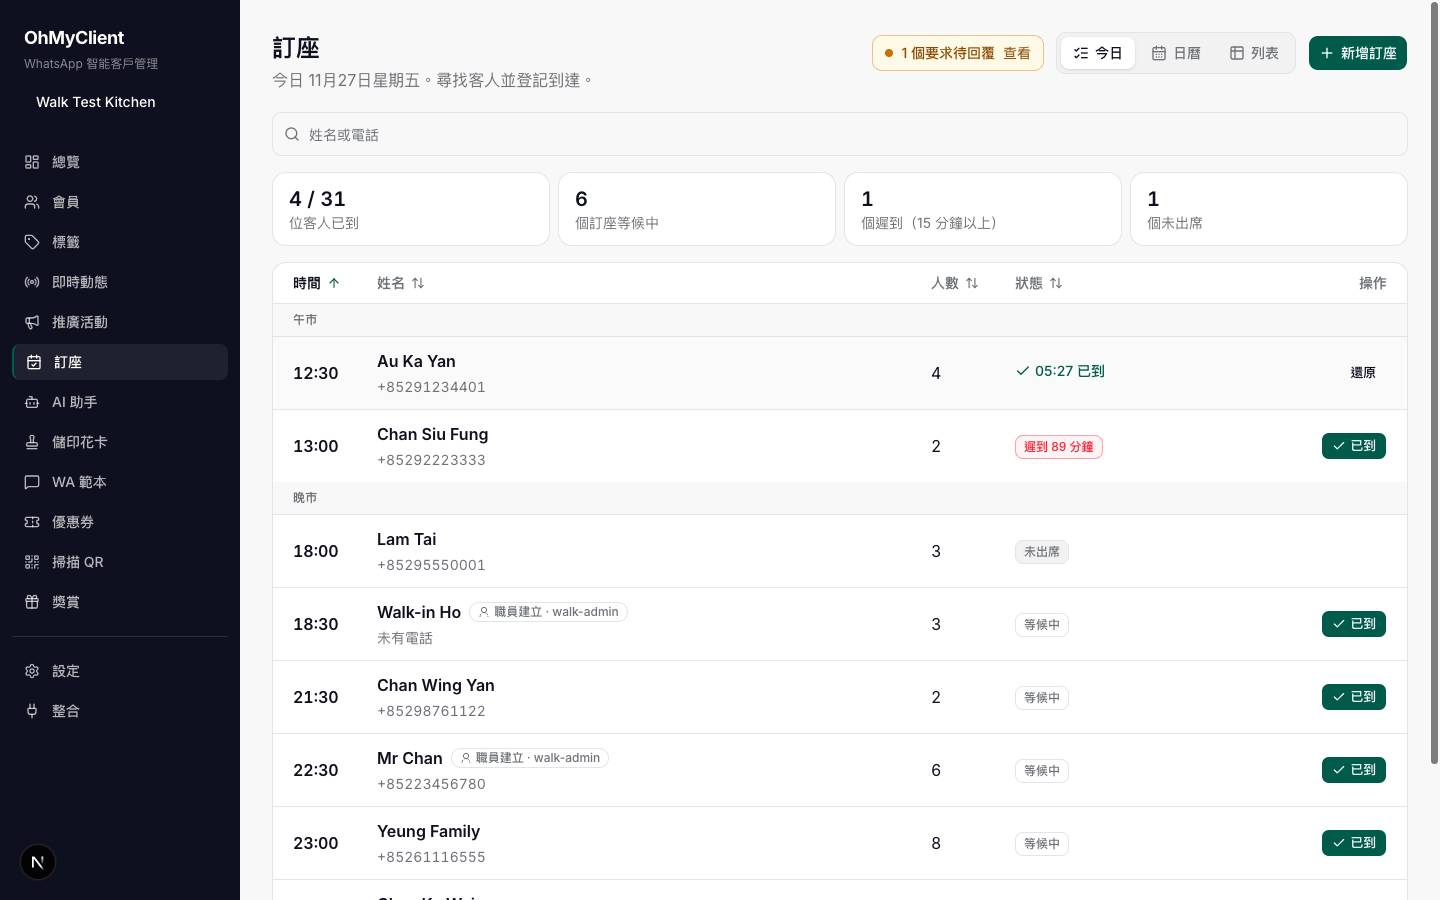 OhMyClient
WhatsApp 智能客戶管理
Walk Test Kitchen
總覽
會員
標籤
即時動態
推廣活動
訂座
AI 助手
儲印花卡
WA 範本
優惠券
掃描 QR
獎賞
設定
整合
N
訂座
今日 11月27日星期五。尋找客人並登記到達。
1 個要求待回覆 查看
今日
日曆
列表
新增訂座
姓名或電話
4 / 31
位客人已到
6
個訂座等候中
1
個遲到（15 分鐘以上）
1
個未出席
時間 姓名 人數 狀態 操作
午市
12:30 Au Ka Yan 4 05:27 已到 還原
+85291234401
13:00 Chan Siu Fung 2 遲到 89 分鐘 已到
+85292223333
晚市
18:00 Lam Tai 3 未出席
+85295550001
18:30 Walk-in Ho 職員建立 · walk-admin 3 等候中 已到
未有電話
21:30 Chan Wing Yan 2 等候中 已到
+85298761122
22:30 Mr Chan 職員建立 · walk-admin 6 等候中 已到
+85223456780
23:00 Yeung Family 8 等候中 已到
+85261116555